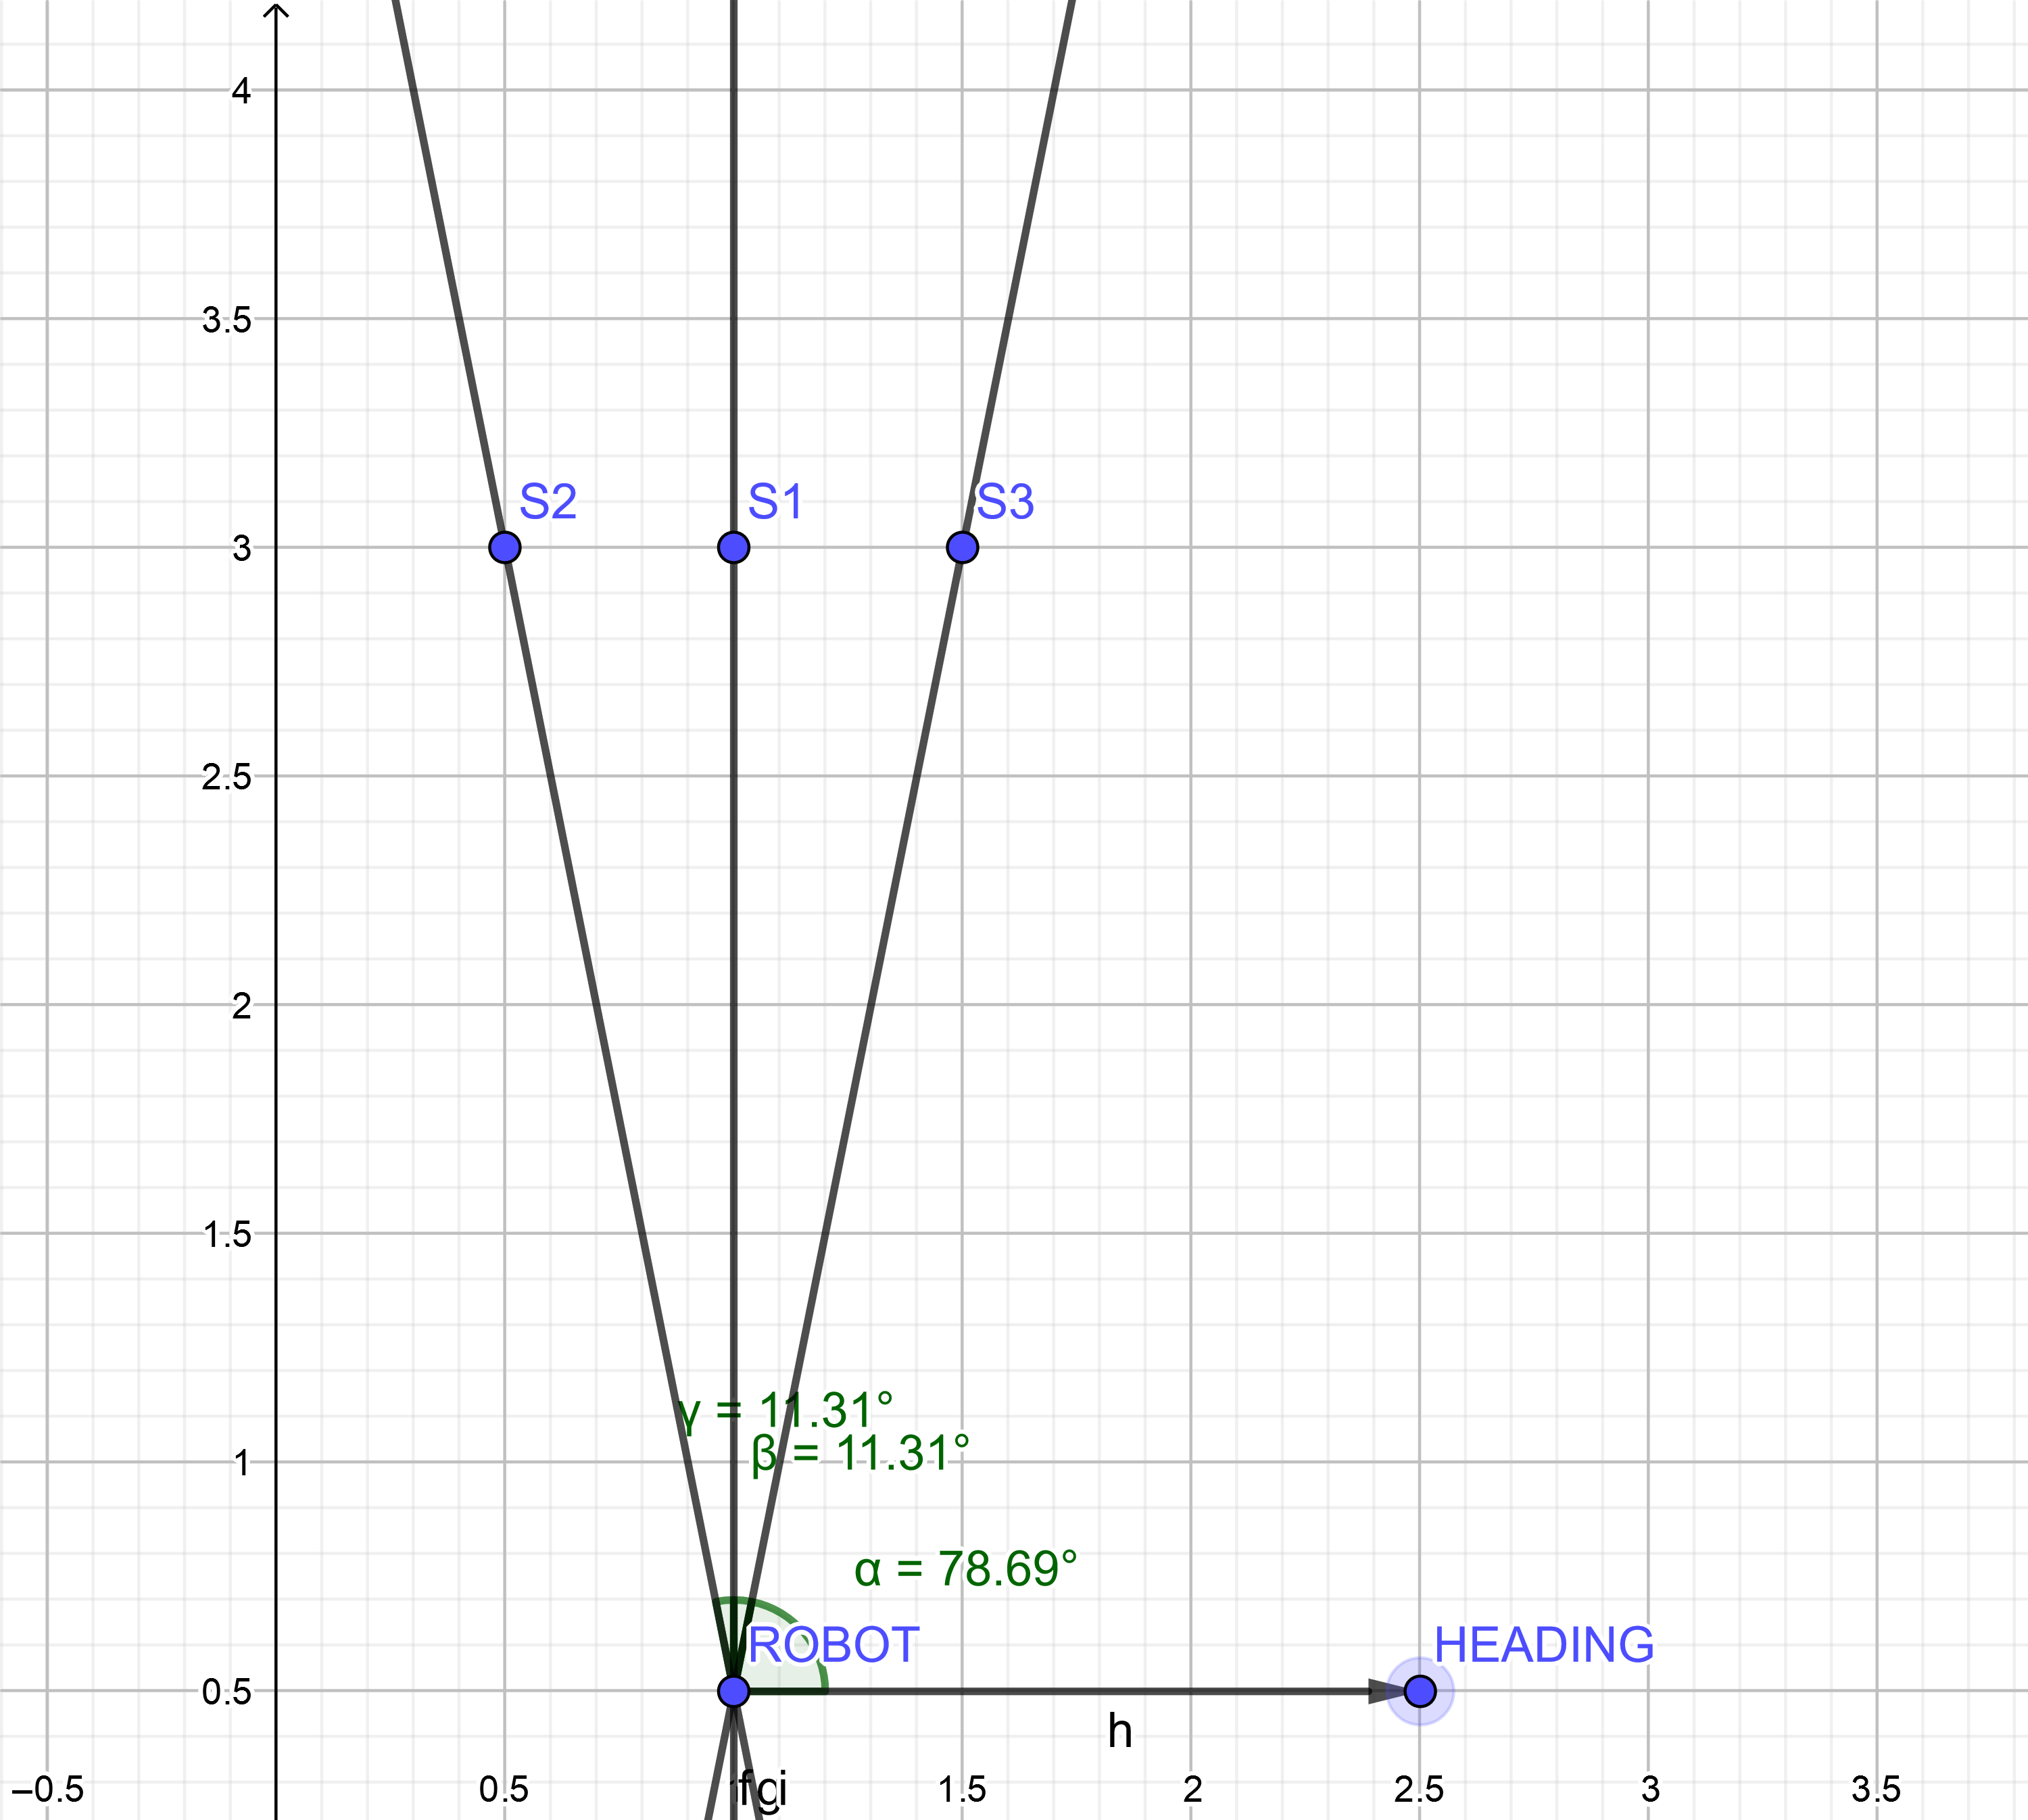 4
3.5
S2 S1 S3
3
2.5
2
1.5
γ = 11.31°
β = 11.31°
1
α = 78.69°
ROBOT HEADING
0.5
h
–0.5 0.5 fgi 1.5 2 2.5 3 3.5